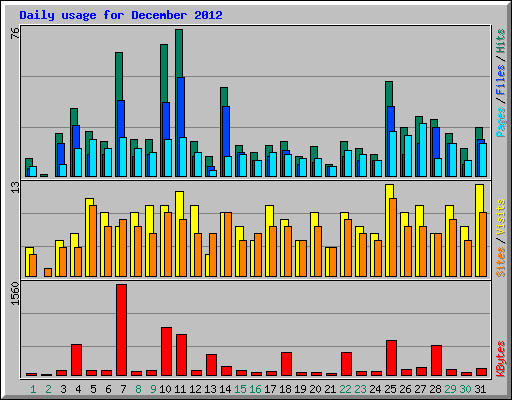 Daily usage for December 2012
76
Pages / Files / Hits
13
Sites / Visits
1560
KBytes
1 2 3 4 5 6 7 8 9 10 11 12 13 14 15 16 17 18 19 20 21 22 23 24 25 26 27 28 29 30 31